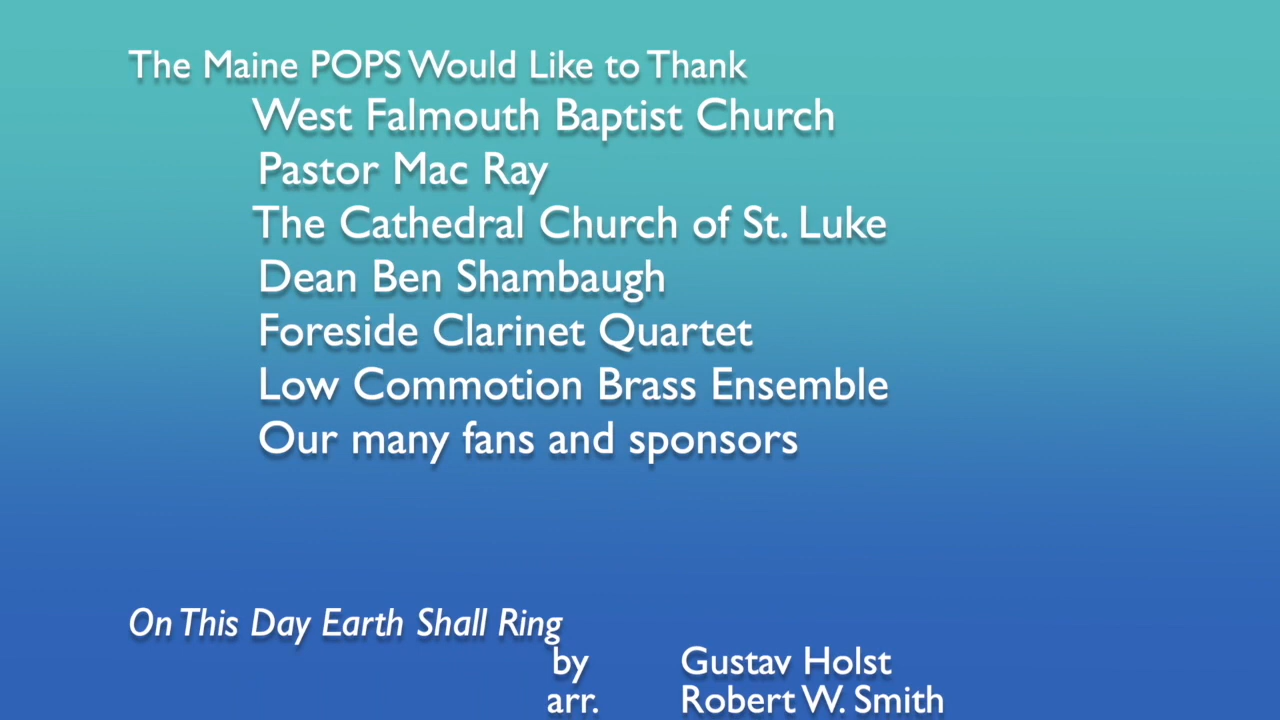 The Maine POPS Would Like to Thank
West Falmouth Baptist Church
Pastor Mac Ray
The Cathedral Church of St. Luke
Dean Ben Shambaugh
Foreside Clarinet Quartet
Low Commotion Brass Ensemble
Our many fans and sponsors
On This Day Earth Shall Ring
by Gustav Holst
arr. Robert W. Smith